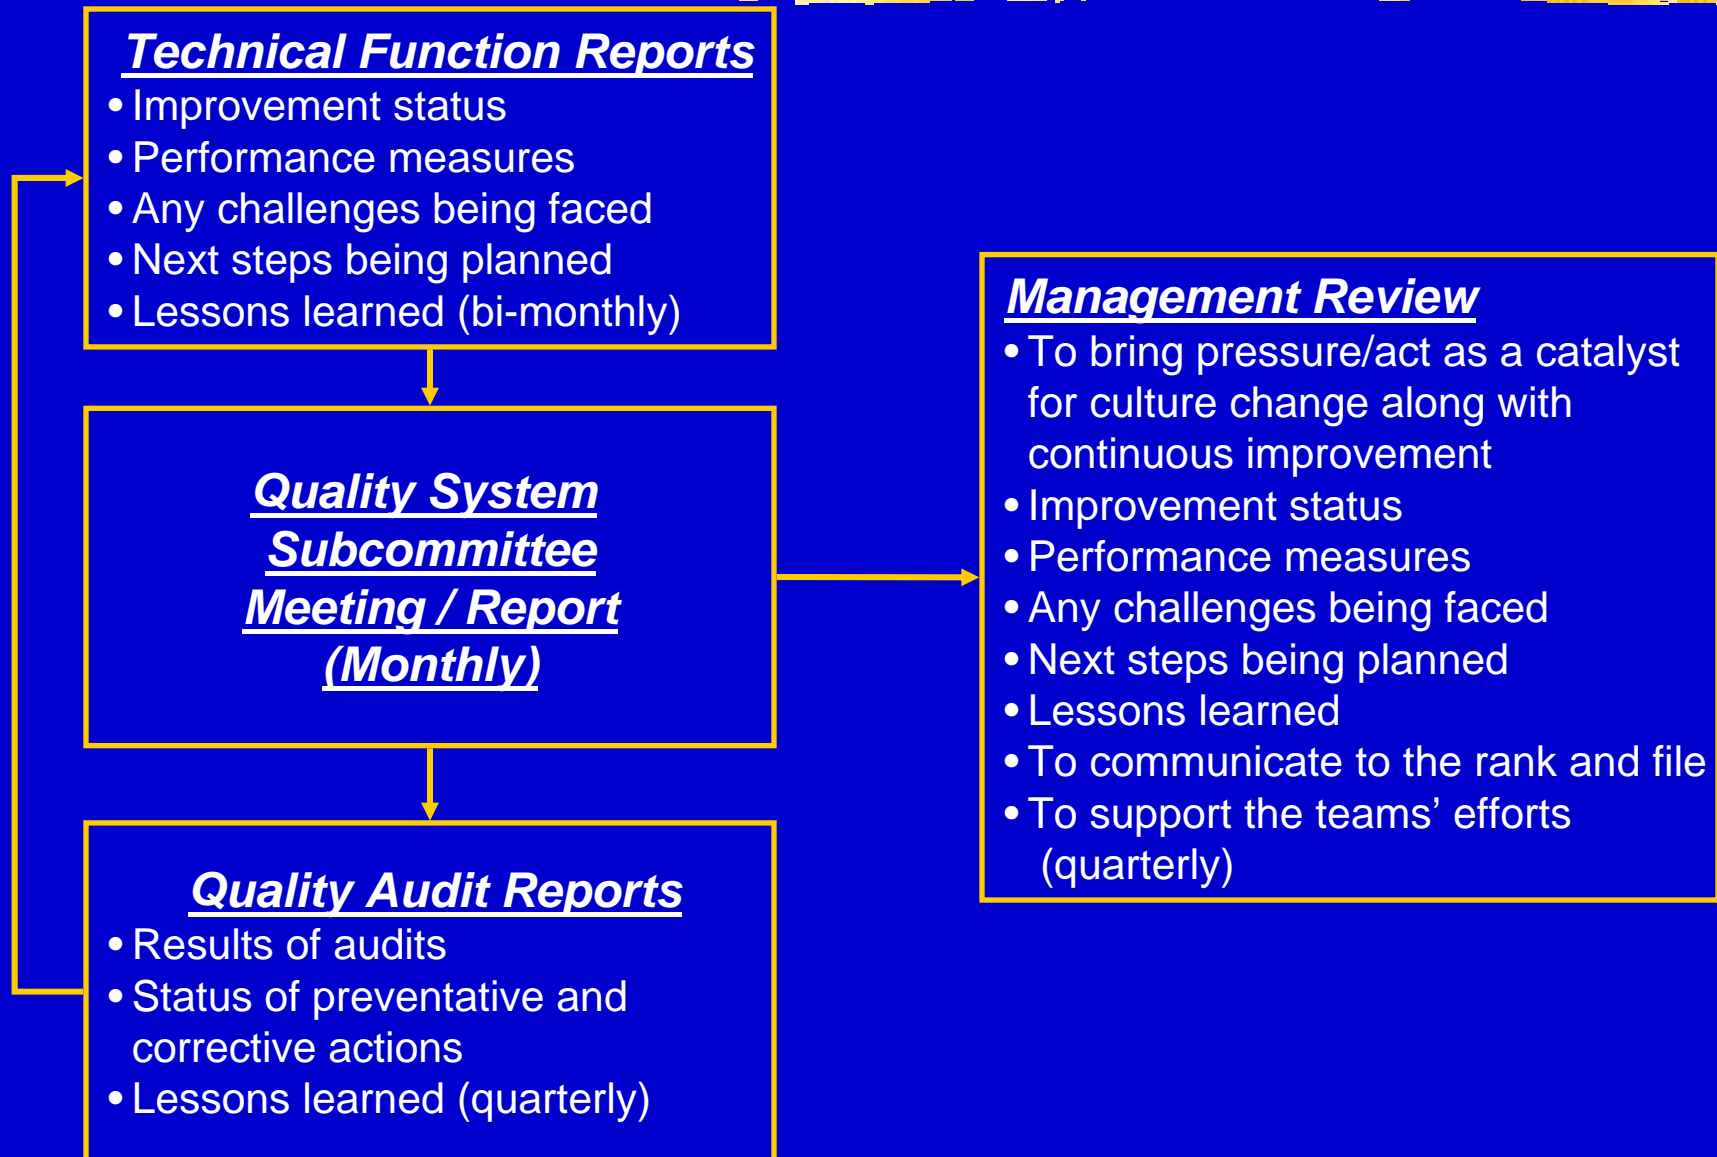 Technical Function Reports
• Improvement status
• Performance measures
• Any challenges being faced
• Next steps being planned
• Lessons learned (bi-monthly)
Quality System
Subcommittee
Meeting / Report
(Monthly)
Quality Audit Reports
• Results of audits
• Status of preventative and
corrective actions
• Lessons learned (quarterly)
Management Review
• To bring pressure/act as a catalyst
for culture change along with
continuous improvement
• Improvement status
• Performance measures
• Any challenges being faced
• Next steps being planned
• Lessons learned
• To communicate to the rank and file
• To support the teams’ efforts
(quarterly)